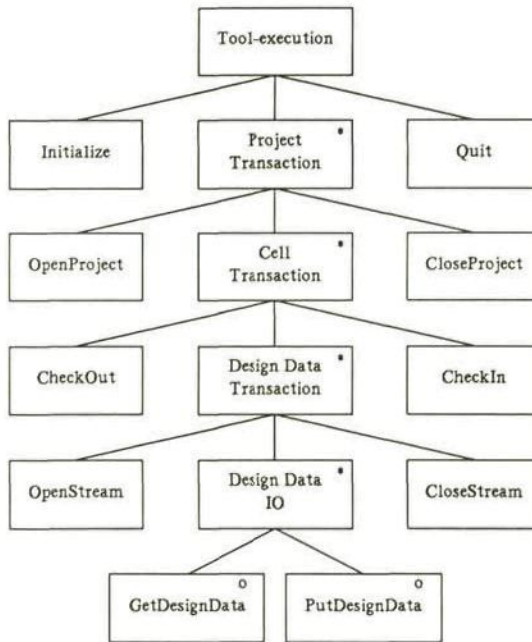 Tool-execution
Initialize
Project
Transaction
*
Quit
OpenProject
Cell
Transaction
*
CloseProject
CheckOut
Design Data
Transaction
*
CheckIn
OpenStream
Design Data
IO
*
CloseStream
GetDesignData
o
PutDesignData
o